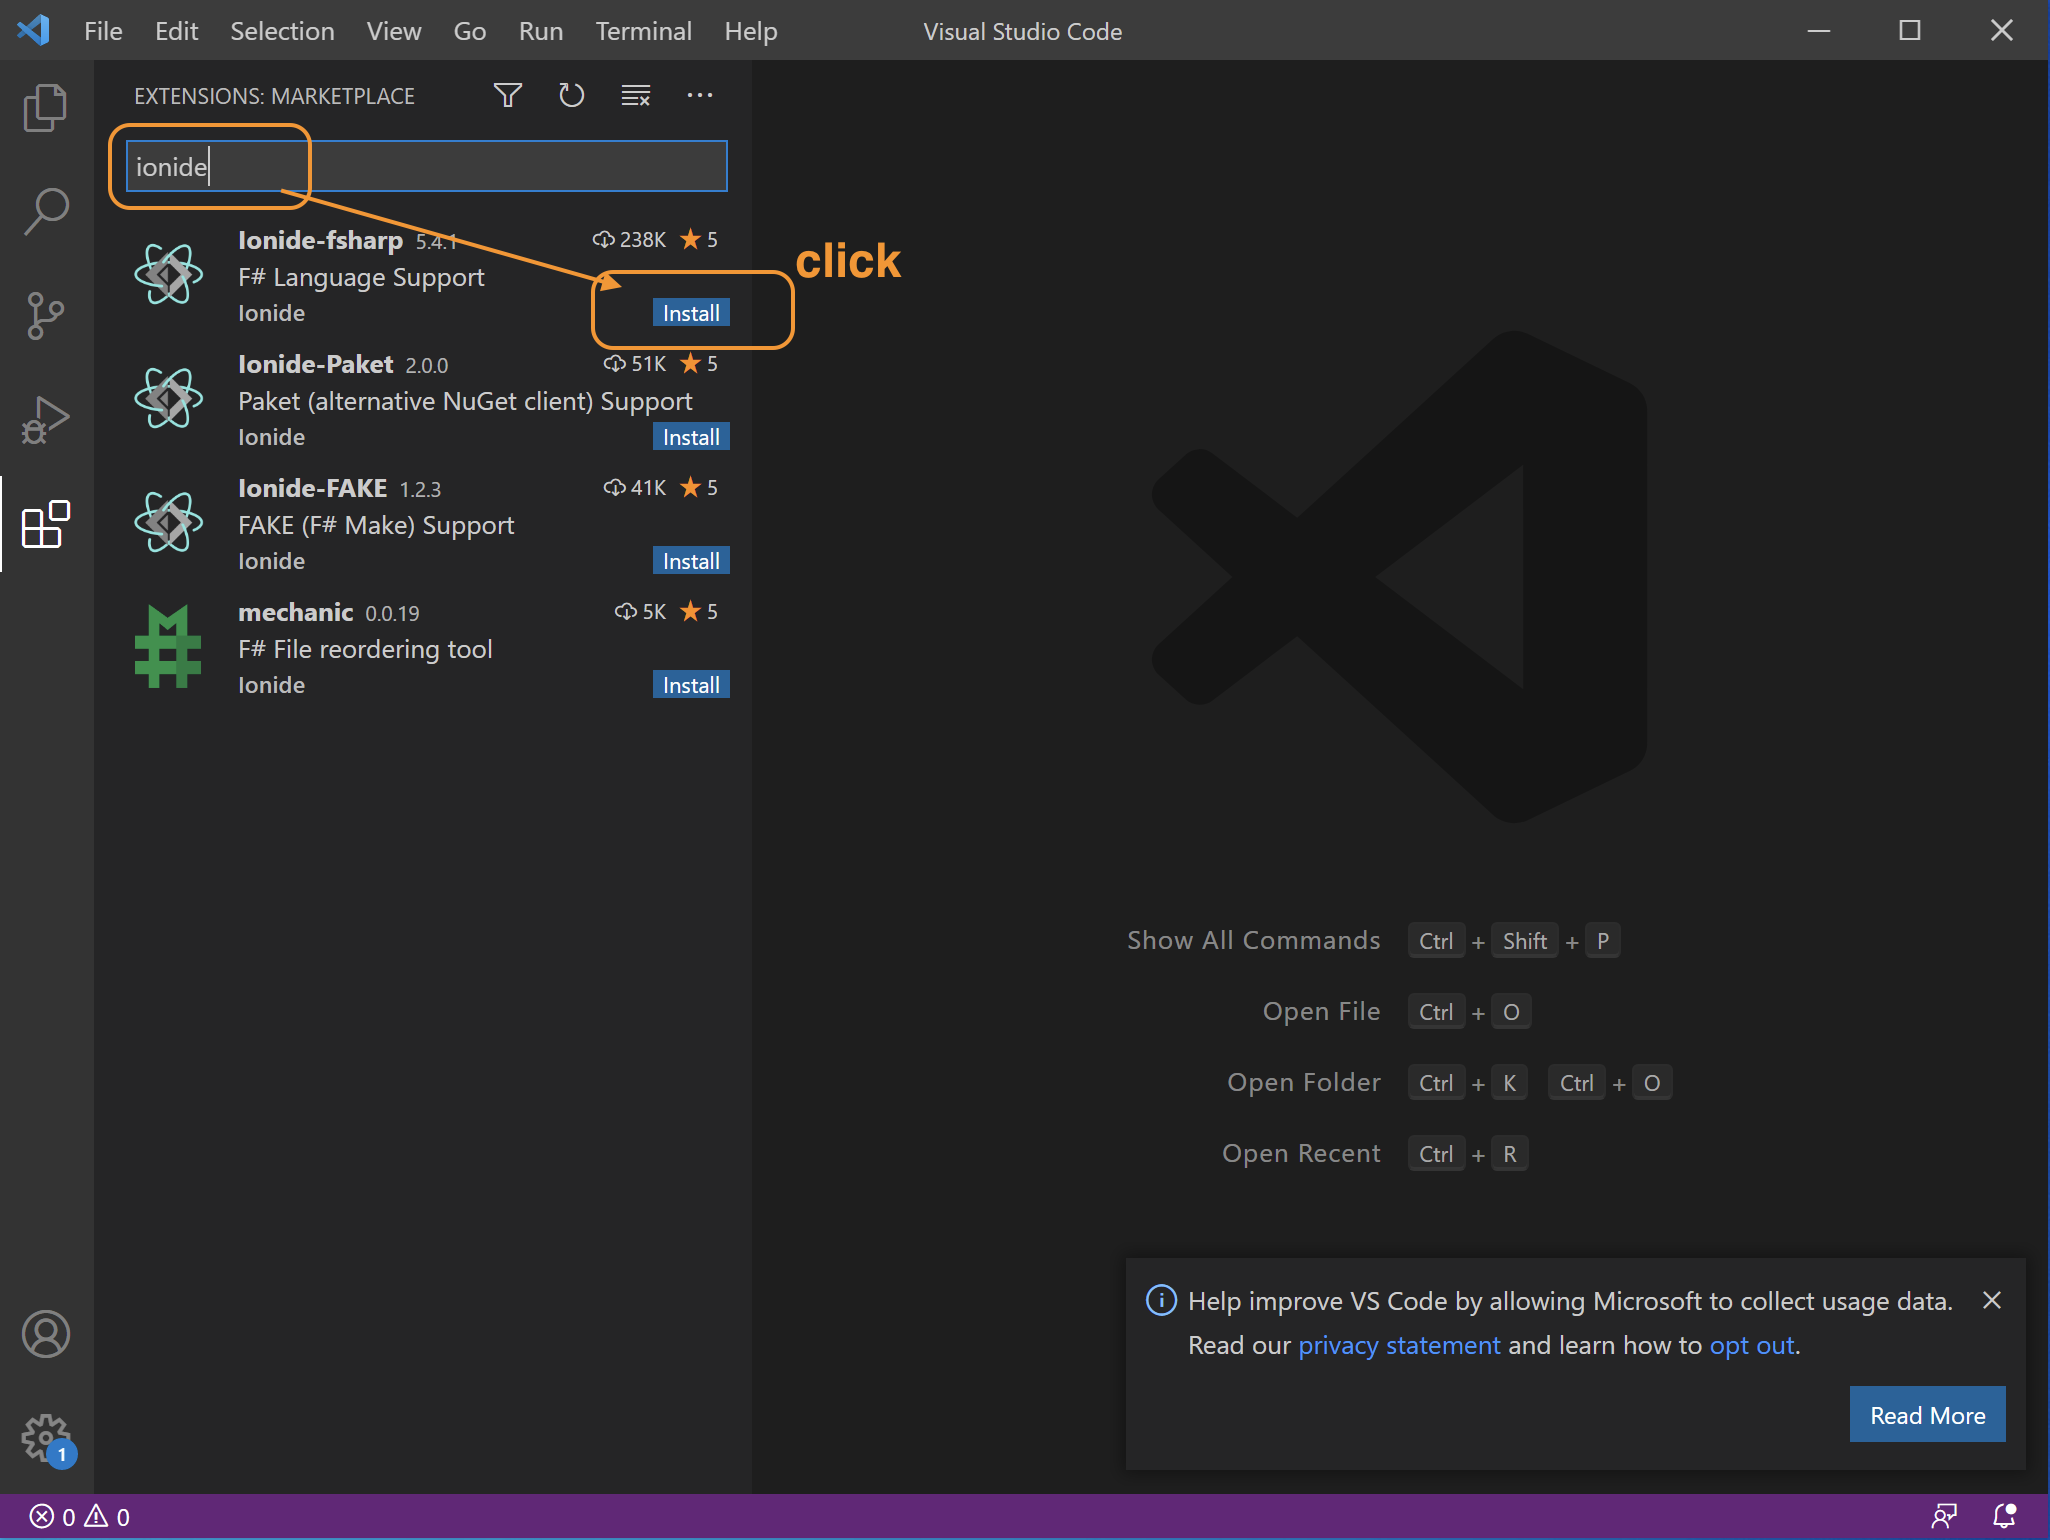 File Edit Selection View Go Run Terminal Help Visual Studio Code
EXTENSIONS: MARKETPLACE
ionide
Ionide-fsharp 5.4.1 238K 5
F# Language Support
Ionide Install
click
Ionide-Paket 2.0.0 51K 5
Paket (alternative NuGet client) Support
Ionide Install
Ionide-FAKE 1.2.3 41K 5
FAKE (F# Make) Support
Ionide Install
mechanic 0.0.19 5K 5
F# File reordering tool
Ionide Install
Show All Commands Ctrl + Shift + P
Open File Ctrl + O
Open Folder Ctrl + K Ctrl + O
Open Recent Ctrl + R
Help improve VS Code by allowing Microsoft to collect usage data.
Read our privacy statement and learn how to opt out.
Read More
1
0 0